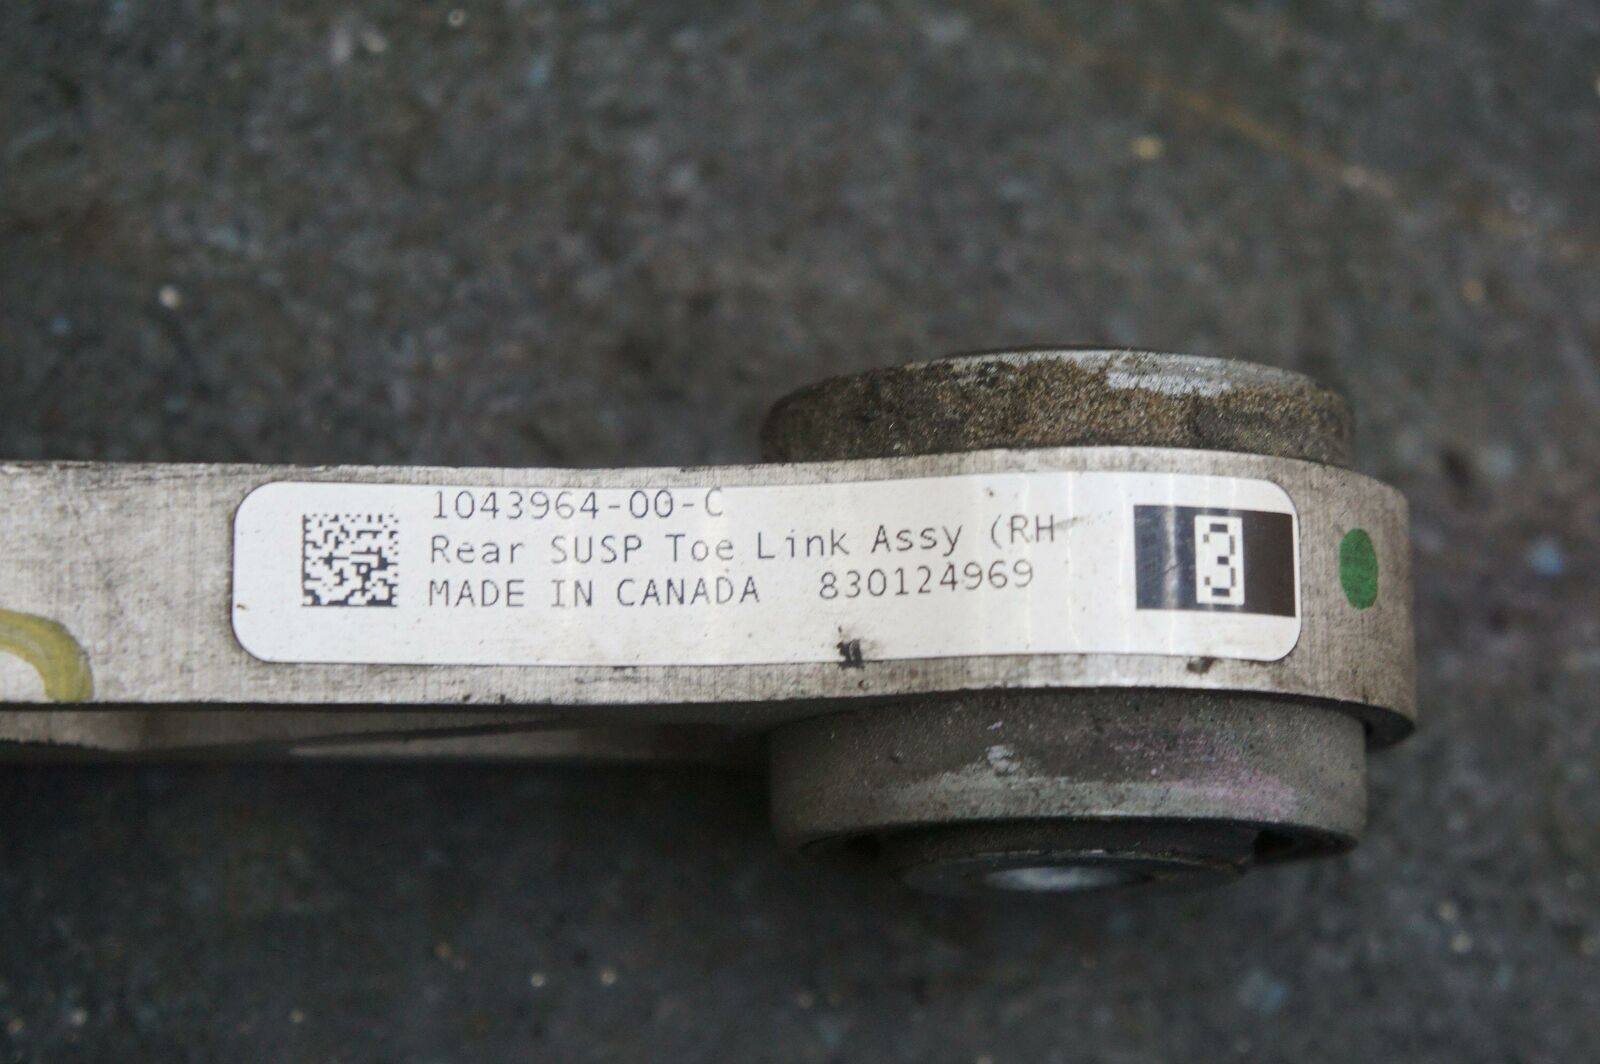 1043964-00-C
Rear SUSP Toe Link Assy (RH
MADE IN CANADA 830124969
3